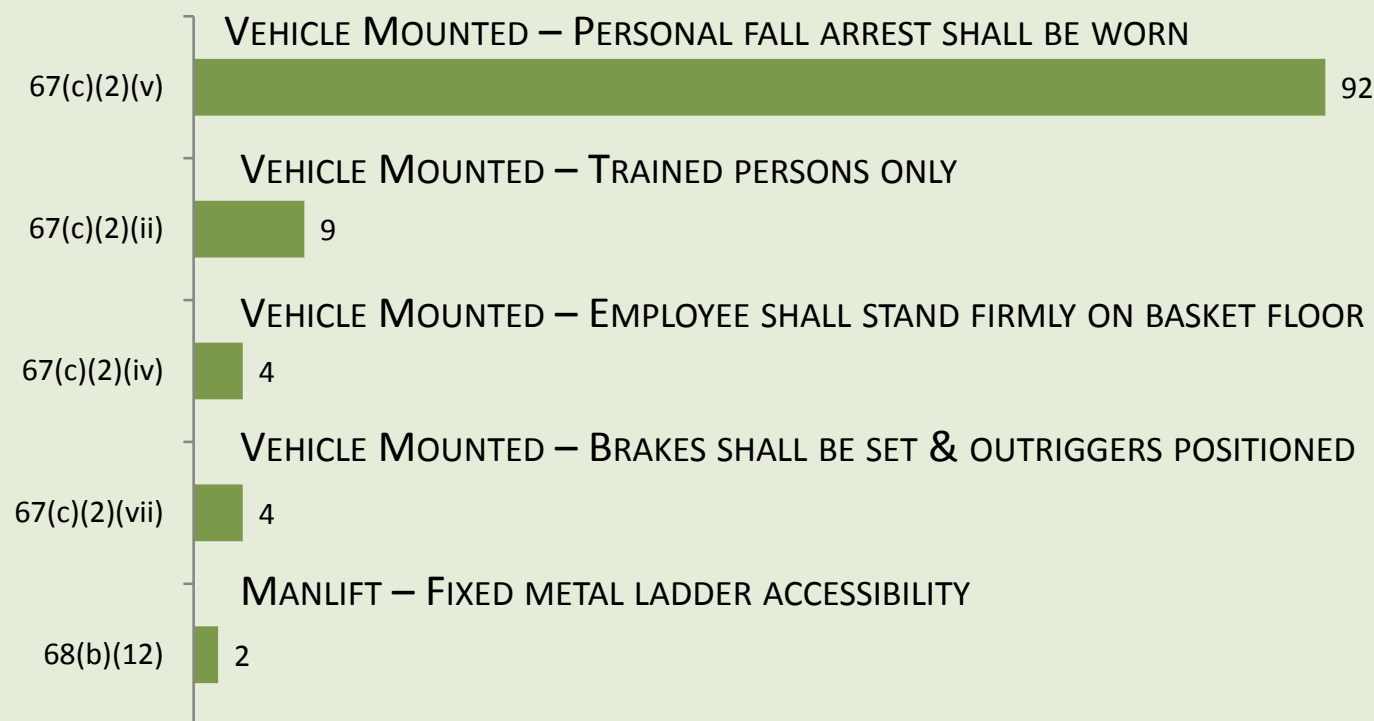 Vehicle Mounted – Personal fall arrest shall be worn
67(c)(2)(v) 92
Vehicle Mounted – Trained persons only
67(c)(2)(ii) 9
Vehicle Mounted – Employee shall stand firmly on basket floor
67(c)(2)(iv) 4
Vehicle Mounted – Brakes shall be set & outriggers positioned
67(c)(2)(vii) 4
Manlift – Fixed metal ladder accessibility
68(b)(12) 2